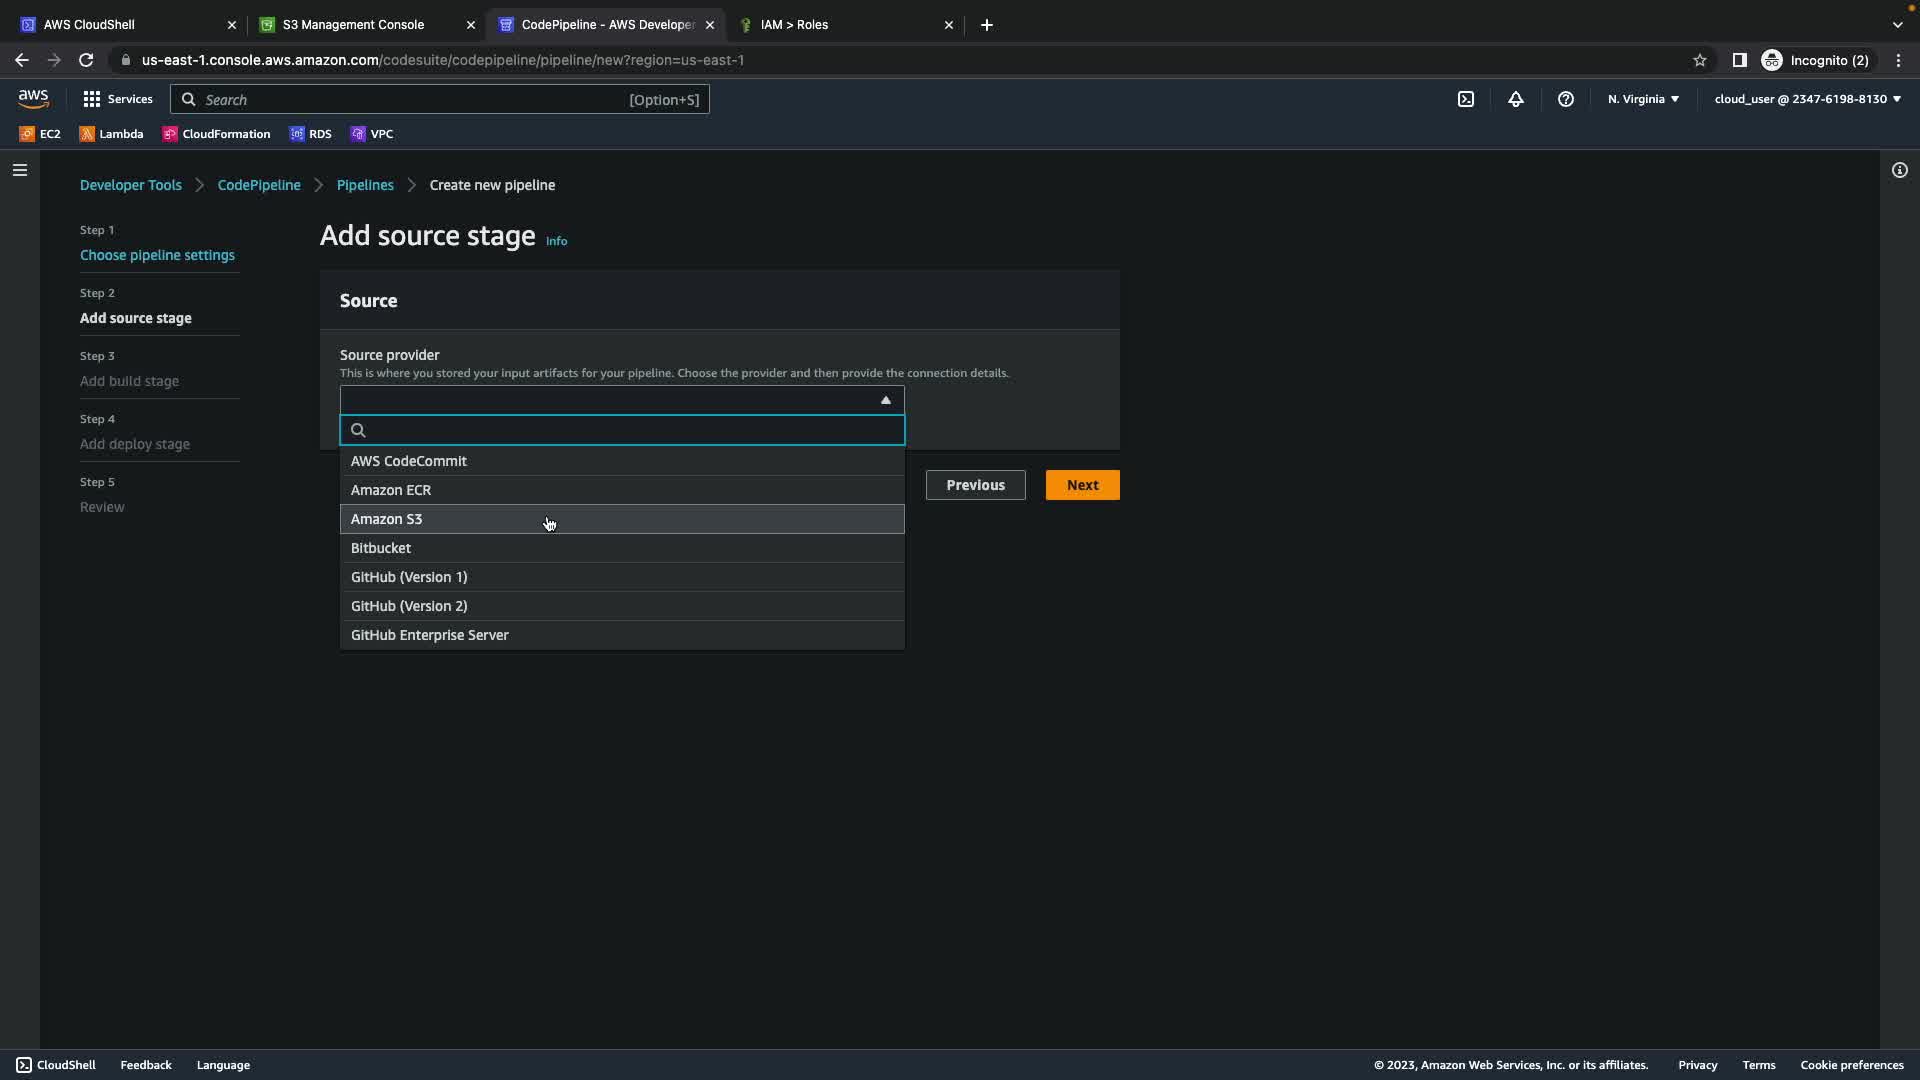 AWS CloudShell
S3 Management Console
CodePipeline - AWS Developer
IAM > Roles
us-east-1.console.aws.amazon.com/codesuite/codepipeline/pipeline/new?region=us-east-1
Incognito (2)
aws
Services
Search
[Option+S]
N. Virginia
cloud_user @ 2347-6198-8130
EC2
Lambda
CloudFormation
RDS
VPC
Developer Tools
CodePipeline
Pipelines
Create new pipeline
Step 1
Choose pipeline settings
Step 2
Add source stage
Step 3
Add build stage
Step 4
Add deploy stage
Step 5
Review
Add source stage Info
Source
Source provider
This is where you stored your input artifacts for your pipeline. Choose the provider and then provide the connection details.
AWS CodeCommit
Amazon ECR
Amazon S3
Bitbucket
GitHub (Version 1)
GitHub (Version 2)
GitHub Enterprise Server
Previous
Next
CloudShell
Feedback
Language
© 2023, Amazon Web Services, Inc. or its affiliates.
Privacy
Terms
Cookie preferences